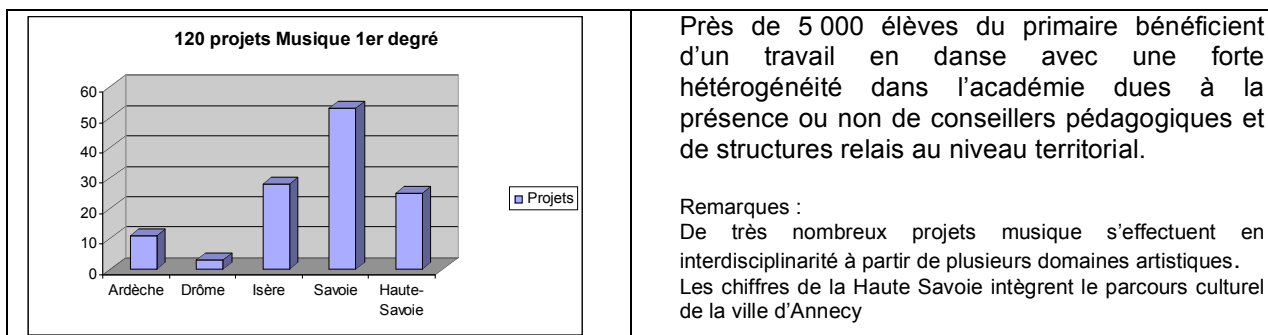 120 projets Musique 1er degré
60
50
40
30
20
10
0
Ardèche Drôme Isère Savoie Haute-
Savoie
Projets
Près de 5 000 élèves du primaire bénéficient
d’un travail en danse avec une forte
hétérogénéité dans l’académie dues à la
présence ou non de conseillers pédagogiques et
de structures relais au niveau territorial.
Remarques :
De très nombreux projets musique s’effectuent en
interdisciplinarité à partir de plusieurs domaines artistiques.
Les chiffres de la Haute Savoie intègrent le parcours culturel
de la ville d’Annecy